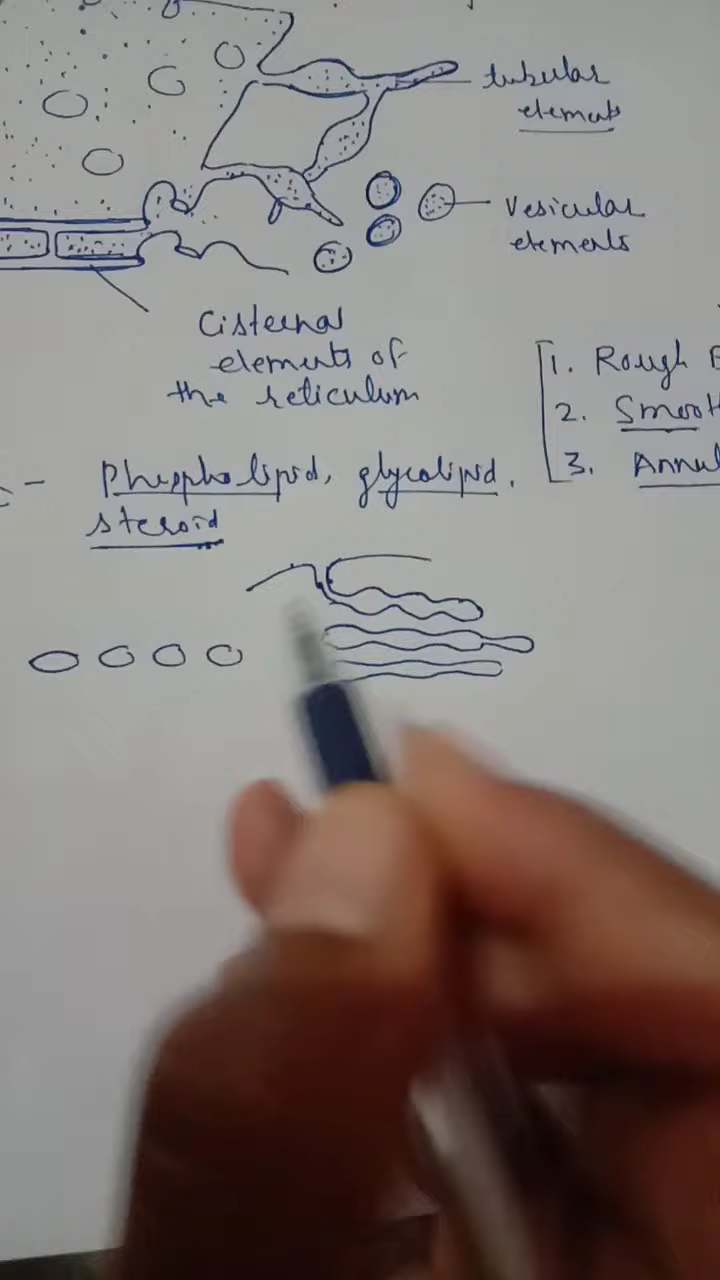 tubular
elements
Vesicular
elements
Cisternal
elements of
the reticulum
1. Rough E
2. Smoot
3. Annul
- Phospholipid, glycolipid.
steroid